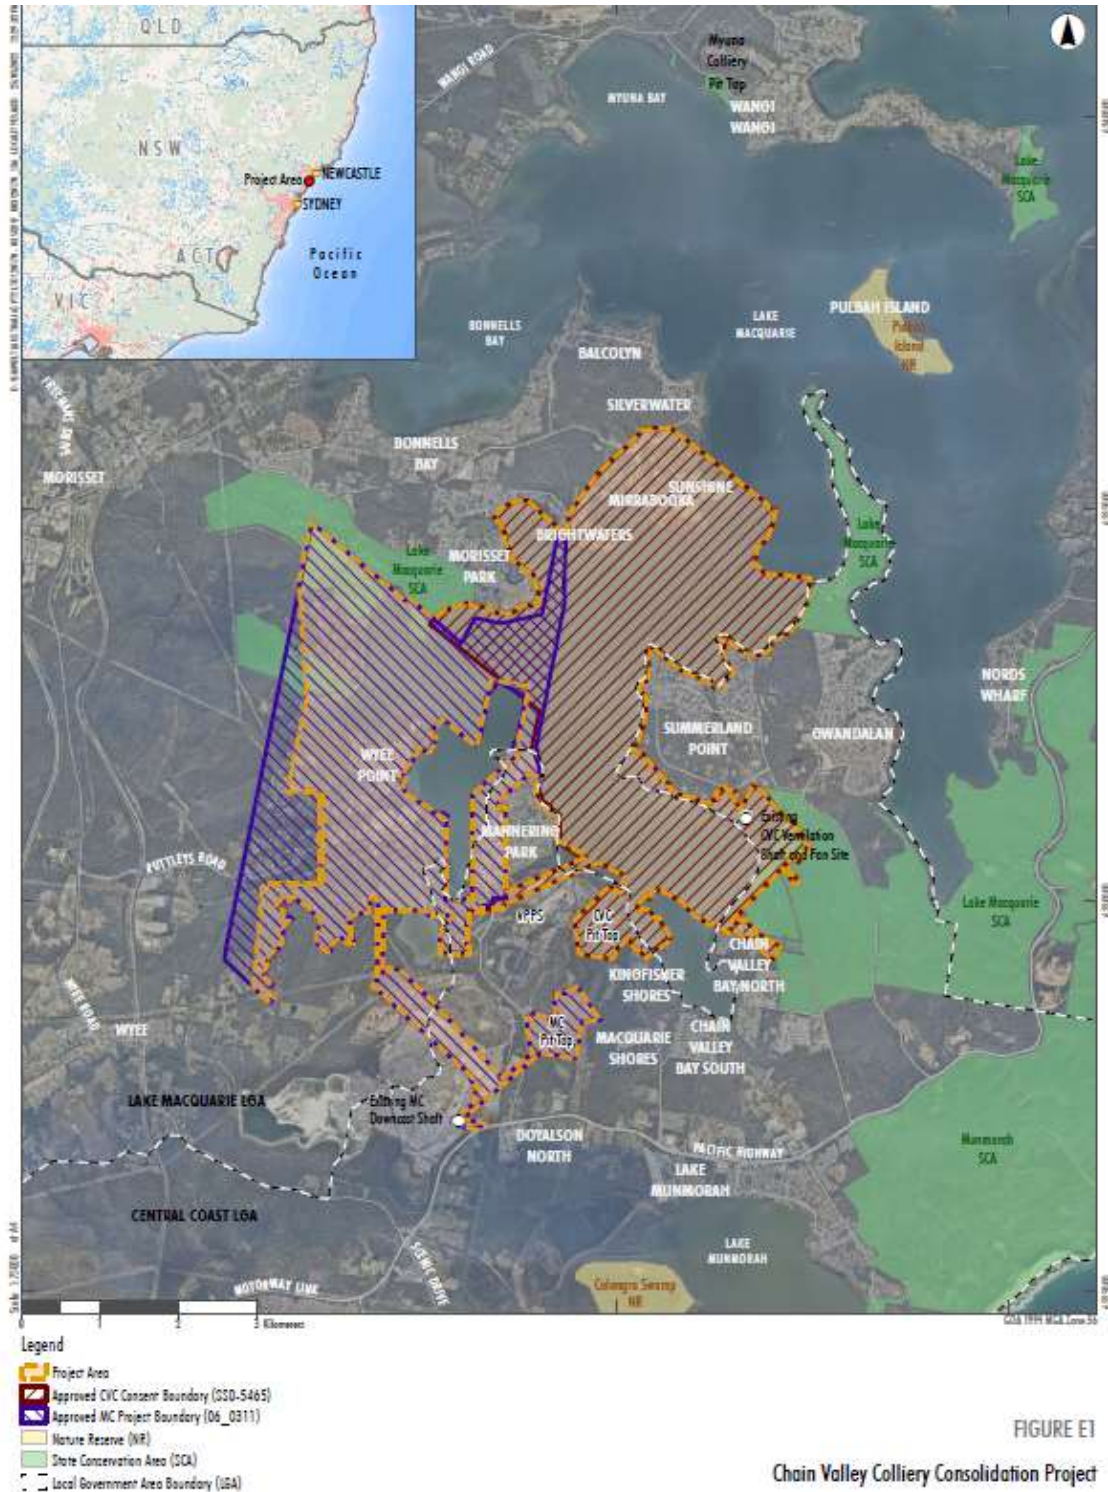 QLD
NSW
NEWCASTLE
Project Area
SYDNEY
ACT
Pacific
Ocean
VIC
WANGI ROAD
Myuna
Colliery
Pit Top
MYUNA BAY
WANGI
WANGI
Lake
Macquarie
SCA
PULBAH ISLAND
Pulbah
Island
NR
LAKE
MACQUARIE
BONNELLS
BAY
BALCOLYN
SILVERWATER
FREEMANS DRIVE
BONNELLS
BAY
MORISSET
SUNSHINE
MIRRABOOKA
BRIGHTWATERS
Lake
Macquarie
SCA
MORISSET
PARK
Lake
Macquarie
SCA
NORDS
WHARF
SUMMERLAND
POINT
GWANDALAN
WYEE
POINT
Existing
CVC Ventilation
Shaft and Fan Site
MANNERING
PARK
RUTTLEYS ROAD
Lake Macquarie
SCA
VPPS
CVC
Pit Top
CHAIN
VALLEY
BAY NORTH
KINGFISHER
SHORES
WYEE ROAD
WYEE
MC
Pit Top
MACQUARIE
SHORES
CHAIN
VALLEY
BAY SOUTH
LAKE MACQUARIE LGA
Existing MC
Downcast Shaft
DOYALSON
NORTH
PACIFIC HIGHWAY
LAKE
MUNMORAH
Munmorah
SCA
CENTRAL COAST LGA
LAKE
MUNMORAH
SCENIC DRIVE
MOTORWAY LINK
Colongra Swamp
NR
0 1 2 3 Kilometres
GDA 1994 MGA Zone 56
Legend
Project Area
Approved CVC Consent Boundary (SSD-5465)
Approved MC Project Boundary (06_0311)
Nature Reserve (NR)
State Conservation Area (SCA)
Local Government Area Boundary (LGA)
FIGURE E1
Chain Valley Colliery Consolidation Project